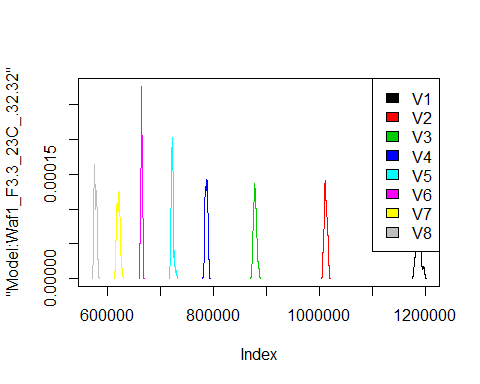 "Model:Waf1_F3.3_23C_.32.32"
0.00015
0.00000
V1
V2
V3
V4
V5
V6
V7
V8
600000 800000 1000000 1200000
Index